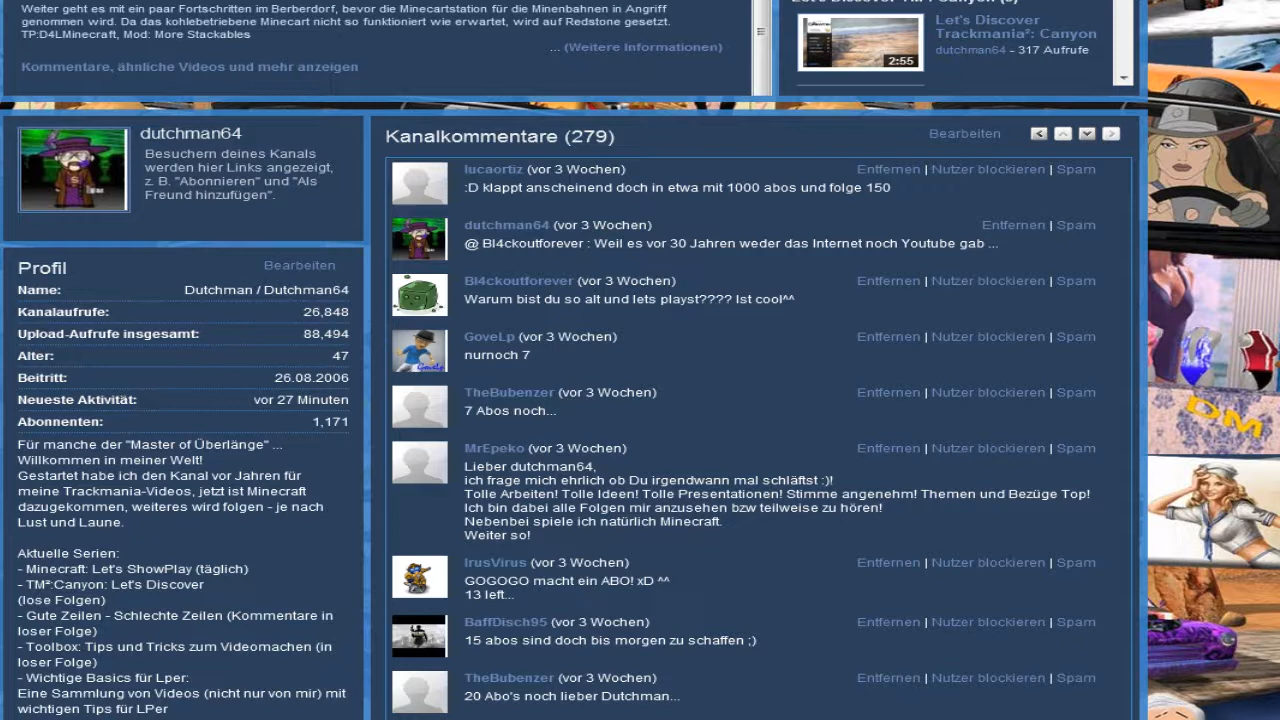 Weiter geht es mit ein paar Fortschritten im Berberdorf, bevor die Minecartstation für die Minenbahnen in Angriff
genommen wird. Da das kohlebetriebene Minecart nicht so funktioniert wie erwartet, wird auf Redstone gesetzt.
TP:D4LMinecraft, Mod: More Stackables
... (Weitere Informationen)
Kommentare, ähnliche Videos und mehr anzeigen
Let's Discover
Trackmania²: Canyon
dutchman64 - 317 Aufrufe
2:55
dutchman64
Besuchern deines Kanals
werden hier Links angezeigt,
z. B. "Abonnieren" und "Als
Freund hinzufügen".
Profil
Bearbeiten
Name: Dutchman / Dutchman64
Kanalaufrufe: 26,848
Upload-Aufrufe insgesamt: 88,494
Alter: 47
Beitritt: 26.08.2006
Neueste Aktivität: vor 27 Minuten
Abonnenten: 1,171
Für manche der "Master of Überlänge" ...
Willkommen in meiner Welt!
Gestartet habe ich den Kanal vor Jahren für
meine Trackmania-Videos, jetzt ist Minecraft
dazugekommen, weiteres wird folgen - je nach
Lust und Laune.
Aktuelle Serien:
- Minecraft: Let's ShowPlay (täglich)
- TM²:Canyon: Let's Discover
(lose Folgen)
- Gute Zeilen - Schlechte Zeilen (Kommentare in
loser Folge)
- Toolbox: Tips und Tricks zum Videomachen (in
loser Folge)
- Wichtige Basics für Lper:
Eine Sammlung von Videos (nicht nur von mir) mit
wichtigen Tips für LPer
Kanalkommentare (279)
Bearbeiten
lucaortiz (vor 3 Wochen) Entfernen | Nutzer blockieren | Spam
:D klappt anscheinend doch in etwa mit 1000 abos und folge 150
dutchman64 (vor 3 Wochen) Entfernen | Spam
@ Bl4ckoutforever : Weil es vor 30 Jahren weder das Internet noch Youtube gab ...
Bl4ckoutforever (vor 3 Wochen) Entfernen | Nutzer blockieren | Spam
Warum bist du so alt und lets playst???? Ist cool^^
GoveLp (vor 3 Wochen) Entfernen | Nutzer blockieren | Spam
nurnoch 7
TheBubenzer (vor 3 Wochen) Entfernen | Nutzer blockieren | Spam
7 Abos noch...
MrEpeko (vor 3 Wochen) Entfernen | Nutzer blockieren | Spam
Lieber dutchman64,
ich frage mich ehrlich ob Du irgendwann mal schläftst :)!
Tolle Arbeiten! Tolle Ideen! Tolle Presentationen! Stimme angenehm! Themen und Bezüge Top!
Ich bin dabei alle Folgen mir anzusehen bzw teilweise zu hören!
Nebenbei spiele ich natürlich Minecraft.
Weiter so!
IrusVirus (vor 3 Wochen) Entfernen | Nutzer blockieren | Spam
GOGOGO macht ein ABO! xD ^^
13 left...
BaffDisch95 (vor 3 Wochen) Entfernen | Nutzer blockieren | Spam
15 abos sind doch bis morgen zu schaffen ;)
TheBubenzer (vor 3 Wochen) Entfernen | Nutzer blockieren | Spam
20 Abo's noch lieber Dutchman...
DM